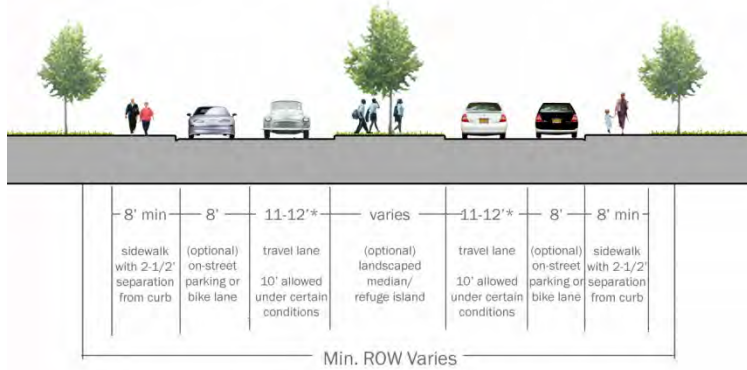 8' min
8'
11-12'*
varies
11-12'*
8'
8' min
sidewalk
with 2-1/2'
separation
from curb
(optional)
on-street
parking or
bike lane
travel lane
10' allowed
under certain
conditions
(optional)
landscaped
median/
refuge island
travel lane
10' allowed
under certain
conditions
(optional)
on-street
parking or
bike lane
sidewalk
with 2-1/2'
separation
from curb
Min. ROW Varies